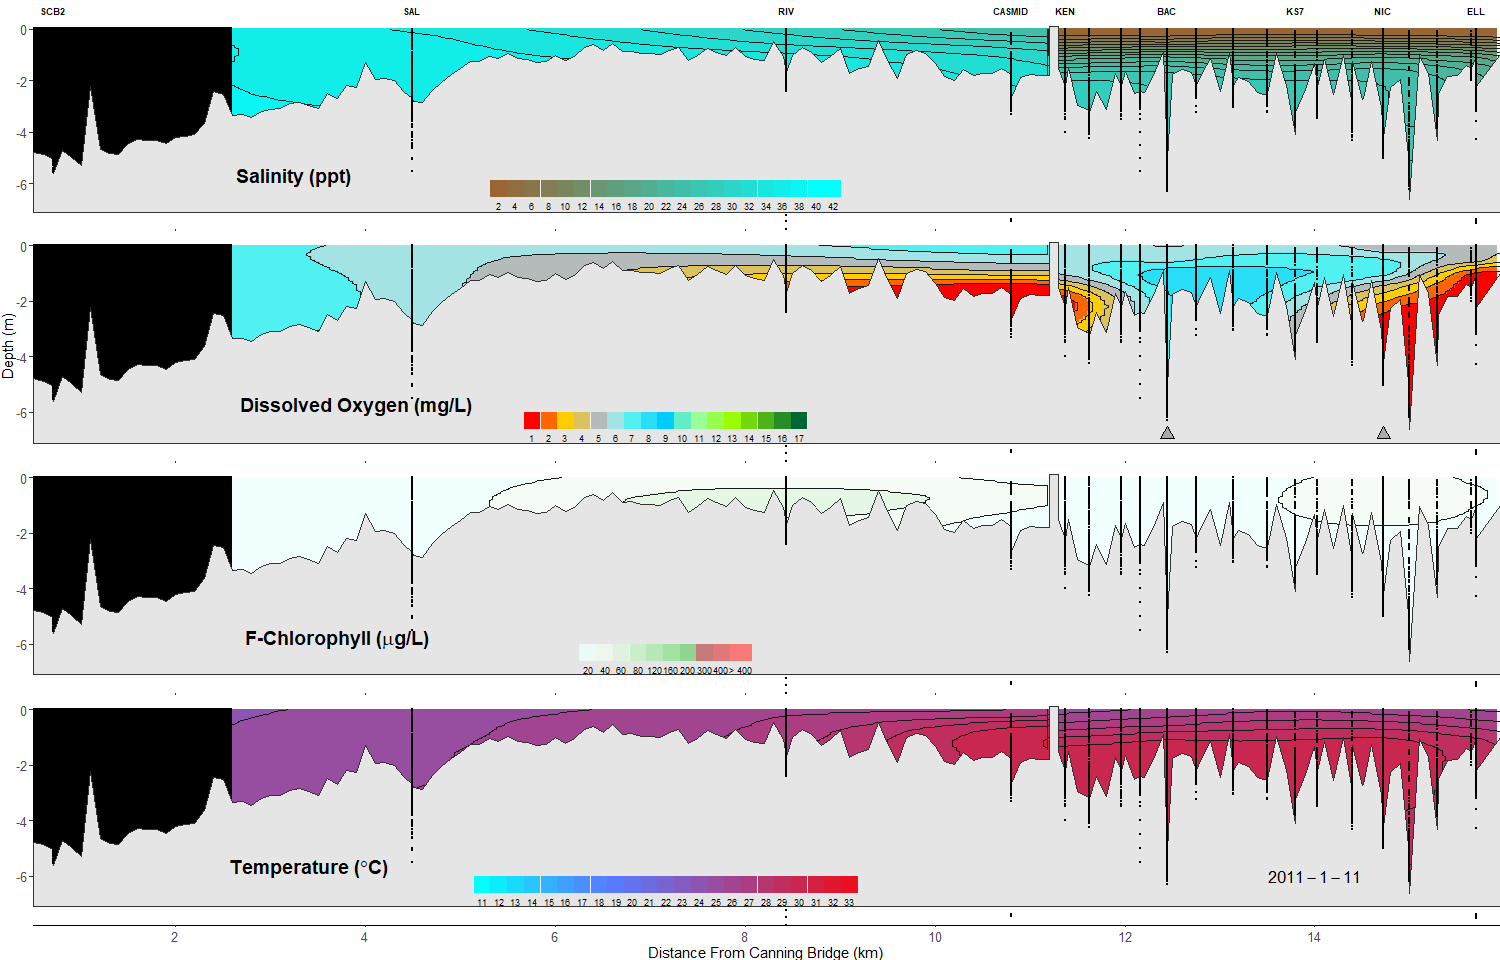 SCB2 SAL RIV CASMID KEN BAC KS7 NIC ELL
0
-2
-4
-6
Salinity (ppt)
2 4 6 8 10 12 14 16 18 20 22 24 26 28 30 32 34 36 38 40 42
0
-2
-4
-6
Depth (m)
Dissolved Oxygen (mg/L)
1 2 3 4 5 6 7 8 9 10 11 12 13 14 15 16 17
0
-2
-4
-6
F-Chlorophyll (μg/L)
20 40 60 80 120 160 200 300 400 > 400
0
-2
-4
-6
Temperature (°C)
2011 – 1 – 11
11 12 13 14 15 16 17 18 19 20 21 22 23 24 25 26 27 28 29 30 31 32 33
2 4 6 8 10 12 14
Distance From Canning Bridge (km)